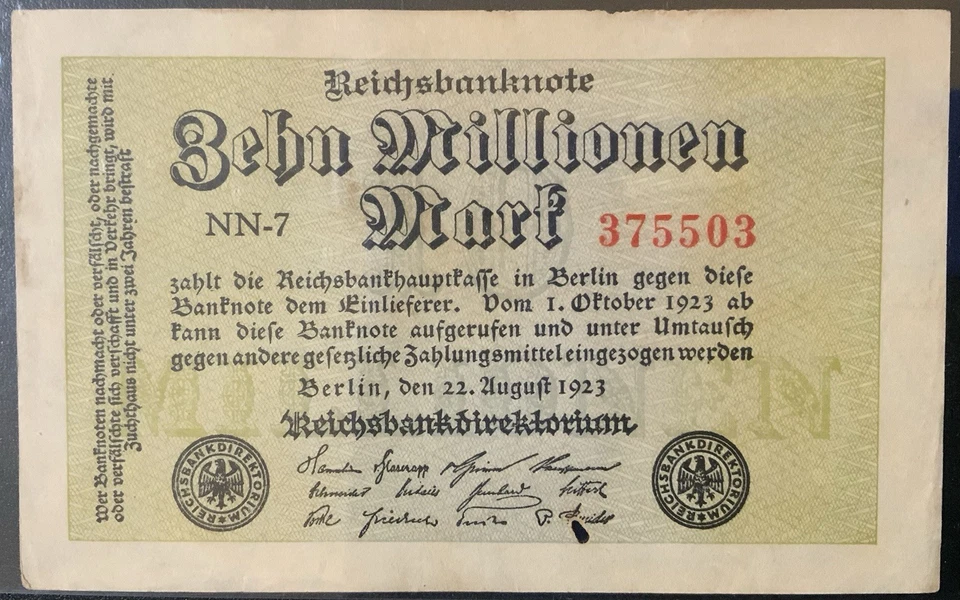 Reichsbanknote
Zehn Millionen
Mark
NN-7
375503
zahlt die Reichsbankhauptkasse in Berlin gegen diese
Banknote dem Einlieferer. Vom 1. Oktober 1923 ab
kann diese Banknote aufgerufen und unter Umtausch
gegen andere gesetzliche Zahlungsmittel eingezogen werden
Berlin, den 22. August 1923
Reichsbankdirektorium
REICHSBANKDIREKTORIUM
REICHSBANKDIREKTORIUM
Wer Banknoten nachmacht oder verfälscht, oder nachgemachte
oder verfälschte sich verschafft und in Verkehr bringt, wird mit
Zuchthaus nicht unter zwei Jahren bestraft